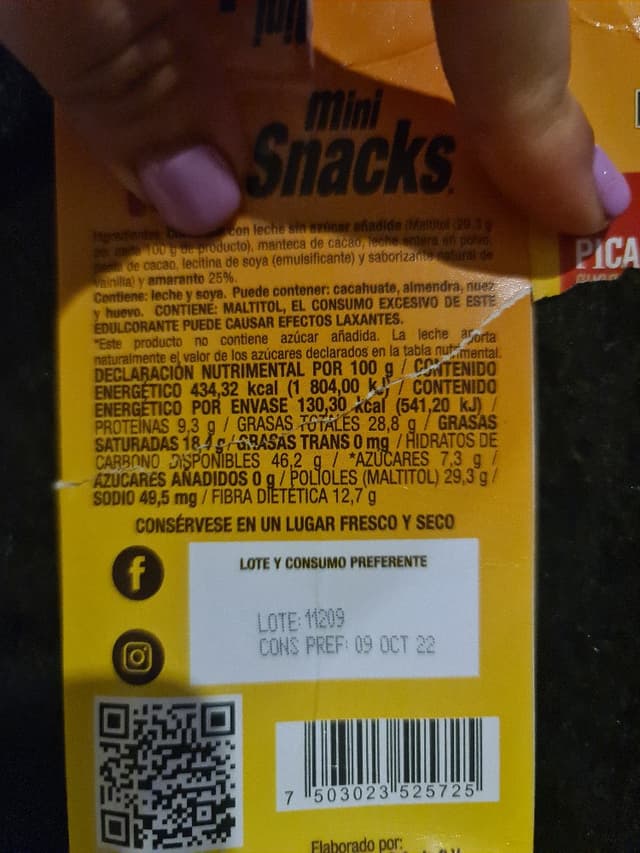 mini
mini
Snacks
Ingredientes: con leche sin azúcar añadida (Maltitol 29.3 g
100 g de producto), manteca de cacao, leche entera en polvo,
de cacao, lecitina de soya (emulsificante) y saborizante natural de
vainilla) y amaranto 25%.
Contiene: leche y soya. Puede contener: cacahuate, almendra, nuez
y huevo. CONTIENE: MALTITOL, EL CONSUMO EXCESIVO DE ESTE
EDULCORANTE PUEDE CAUSAR EFECTOS LAXANTES.
"Este producto no contiene azúcar añadida. La leche aporta
naturalmente el valor de los azúcares declarados en la tabla nutrimental.
DECLARACIÓN NUTRIMENTAL POR 100 g / CONTENIDO
ENERGÉTICO 434,32 kcal (1 804,00 kJ) / CONTENIDO
ENERGÉTICO POR ENVASE 130,30 kcal (541,20 kJ) /
PROTEÍNAS 9,3 g / GRASAS TOTALES 28,8 g / GRASAS
SATURADAS 18,4 g / GRASAS TRANS 0 mg / HIDRATOS DE
CARBONO DISPONIBLES 46,2 g / *AZÚCARES 7,3 g /
AZÚCARES AÑADIDOS 0 g / POLIOLES (MALTITOL) 29,3 g /
SODIO 49,5 mg / FIBRA DIETÉTICA 12,7 g
CONSÉRVESE EN UN LUGAR FRESCO Y SECO
LOTE Y CONSUMO PREFERENTE
LOTE: 11209
CONS PREF: 09 OCT 22
7 503023 525725
Elaborado por:
PICA